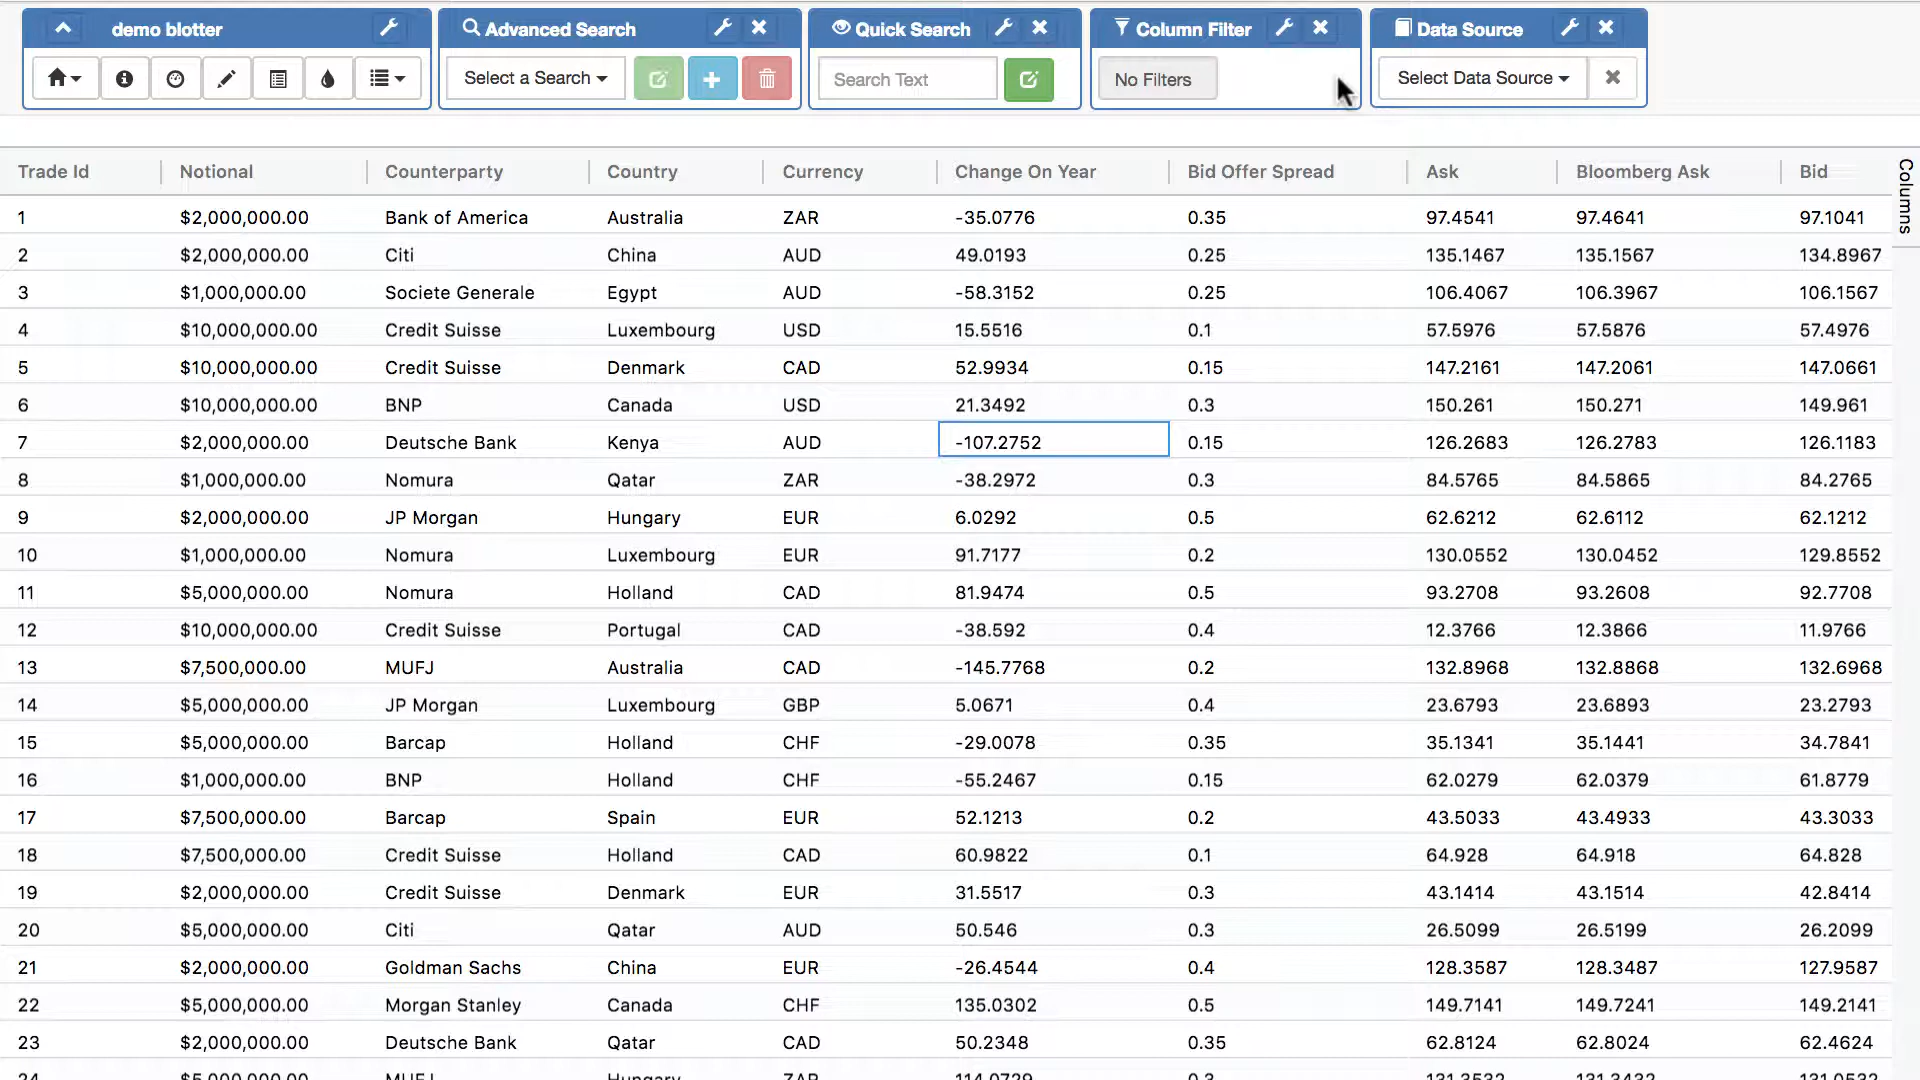 demo blotter Advanced Search Quick Search Column Filter Data Source
Select a Search Search Text No Filters Select Data Source
Trade Id Notional Counterparty Country Currency Change On Year Bid Offer Spread Ask Bloomberg Ask Bid
Columns
1 $2,000,000.00 Bank of America Australia ZAR -35.0776 0.35 97.4541 97.4641 97.1041
2 $2,000,000.00 Citi China AUD 49.0193 0.25 135.1467 135.1567 134.8967
3 $1,000,000.00 Societe Generale Egypt AUD -58.3152 0.25 106.4067 106.3967 106.1567
4 $10,000,000.00 Credit Suisse Luxembourg USD 15.5516 0.1 57.5976 57.5876 57.4976
5 $10,000,000.00 Credit Suisse Denmark CAD 52.9934 0.15 147.2161 147.2061 147.0661
6 $10,000,000.00 BNP Canada USD 21.3492 0.3 150.261 150.271 149.961
7 $2,000,000.00 Deutsche Bank Kenya AUD -107.2752 0.15 126.2683 126.2783 126.1183
8 $1,000,000.00 Nomura Qatar ZAR -38.2972 0.3 84.5765 84.5865 84.2765
9 $2,000,000.00 JP Morgan Hungary EUR 6.0292 0.5 62.6212 62.6112 62.1212
10 $1,000,000.00 Nomura Luxembourg EUR 91.7177 0.2 130.0552 130.0452 129.8552
11 $5,000,000.00 Nomura Holland CAD 81.9474 0.5 93.2708 93.2608 92.7708
12 $10,000,000.00 Credit Suisse Portugal CAD -38.592 0.4 12.3766 12.3866 11.9766
13 $7,500,000.00 MUFJ Australia CAD -145.7768 0.2 132.8968 132.8868 132.6968
14 $5,000,000.00 JP Morgan Luxembourg GBP 5.0671 0.4 23.6793 23.6893 23.2793
15 $5,000,000.00 Barcap Holland CHF -29.0078 0.35 35.1341 35.1441 34.7841
16 $1,000,000.00 BNP Holland CHF -55.2467 0.15 62.0279 62.0379 61.8779
17 $7,500,000.00 Barcap Spain EUR 52.1213 0.2 43.5033 43.4933 43.3033
18 $7,500,000.00 Credit Suisse Holland CAD 60.9822 0.1 64.928 64.918 64.828
19 $2,000,000.00 Credit Suisse Denmark EUR 31.5517 0.3 43.1414 43.1514 42.8414
20 $5,000,000.00 Citi Qatar AUD 50.546 0.3 26.5099 26.5199 26.2099
21 $2,000,000.00 Goldman Sachs China EUR -26.4544 0.4 128.3587 128.3487 127.9587
22 $5,000,000.00 Morgan Stanley Canada CHF 135.0302 0.5 149.7141 149.7241 149.2141
23 $2,000,000.00 Deutsche Bank Qatar CAD 50.2348 0.35 62.8124 62.8024 62.4624
24 $5,000,000.00 MUFJ Hungary ZAR